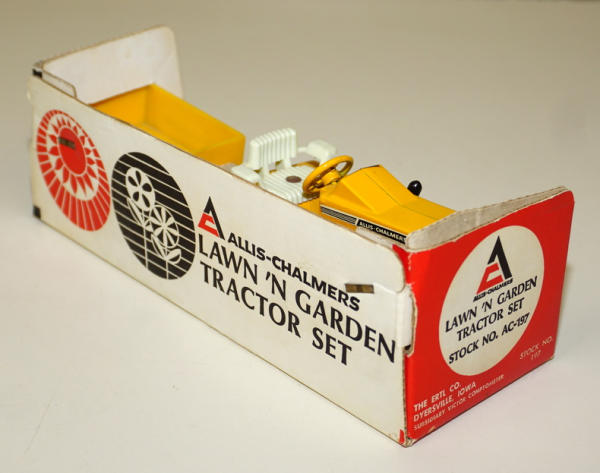 ERTL
ALLIS-CHALMERS
LAWN 'N GARDEN
TRACTOR SET
ALLIS-CHALMERS
ALLIS-CHALMERS
LAWN 'N GARDEN
TRACTOR SET
STOCK NO. AC-197
STOCK NO.
197
THE ERTL CO.
DYERSVILLE, IOWA
SUBSIDIARY VICTOR COMPTOMETER